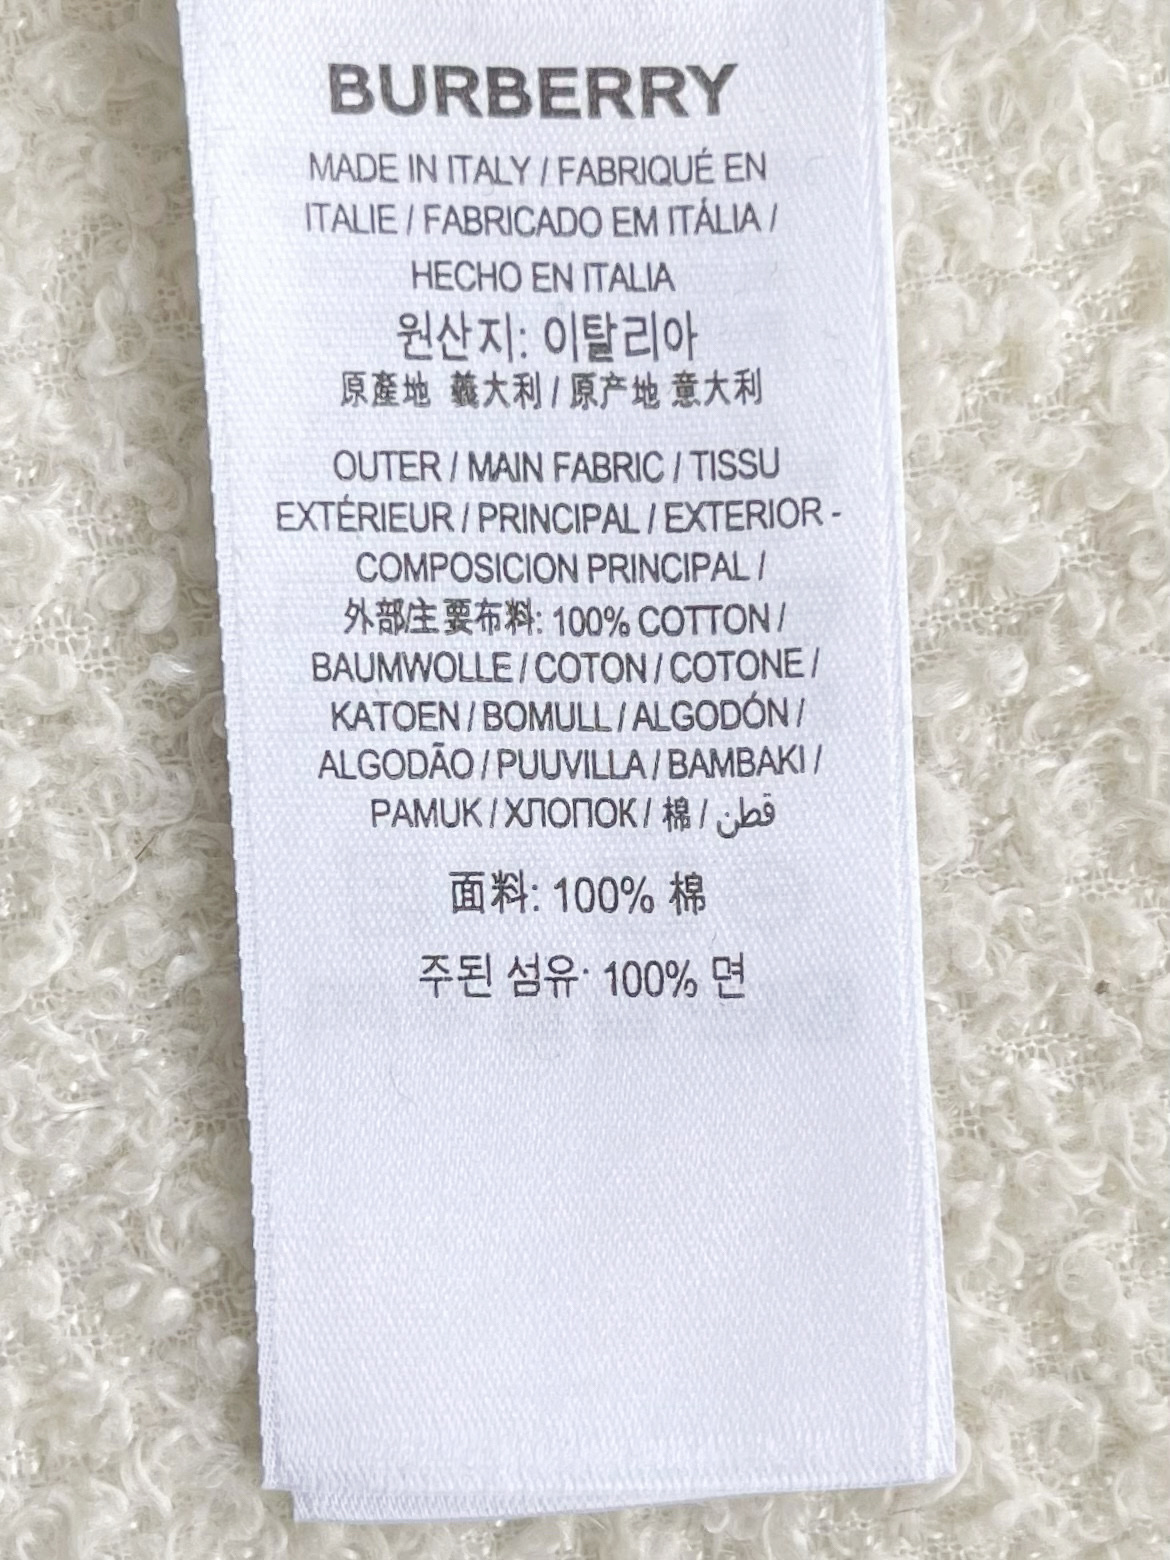 BURBERRY
MADE IN ITALY / FABRIQUÉ EN
ITALIE / FABRICADO EM ITÁLIA /
HECHO EN ITALIA
원산지: 이탈리아
原產地 義大利 / 原产地 意大利
OUTER / MAIN FABRIC / TISSU
EXTÉRIEUR / PRINCIPAL / EXTERIOR -
COMPOSICION PRINCIPAL /
外部主要布料: 100% COTTON /
BAUMWOLLE / COTON / COTONE /
KATOEN / BOMULL / ALGODÓN /
ALGODÃO / PUUVILLA / BAMBAKI /
PAMUK / ХЛОПОК / 棉 / قطن
面料: 100% 棉
주된 섬유: 100% 면